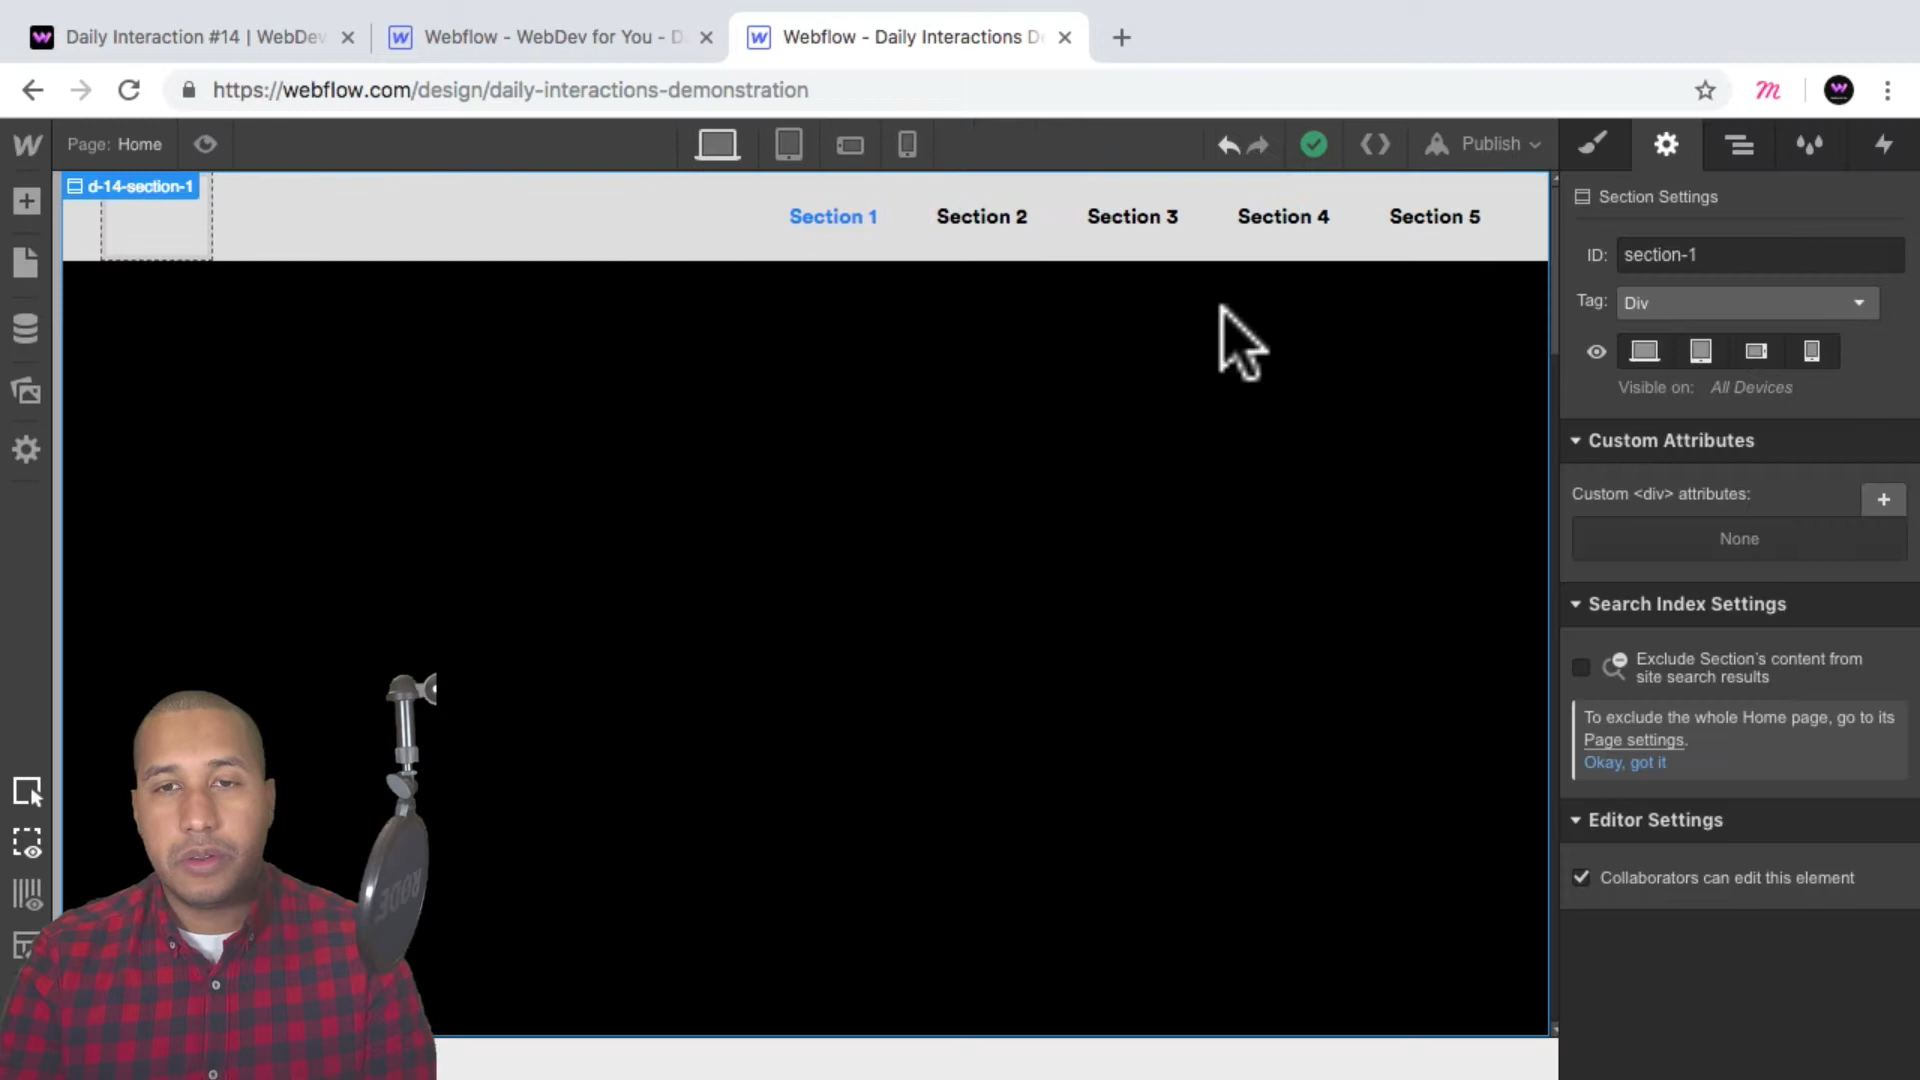 Daily Interaction #14 | WebDev
Webflow - WebDev for You - D
Webflow - Daily Interactions D
https://webflow.com/design/daily-interactions-demonstration
Page: Home
Publish
d-14-section-1
Section 1
Section 2
Section 3
Section 4
Section 5
Section Settings
ID: section-1
Tag: Div
Visible on: All Devices
Custom Attributes
Custom <div> attributes:
None
Search Index Settings
Exclude Section's content from
site search results
To exclude the whole Home page, go to its
Page settings.
Okay, got it
Editor Settings
Collaborators can edit this element
RODE